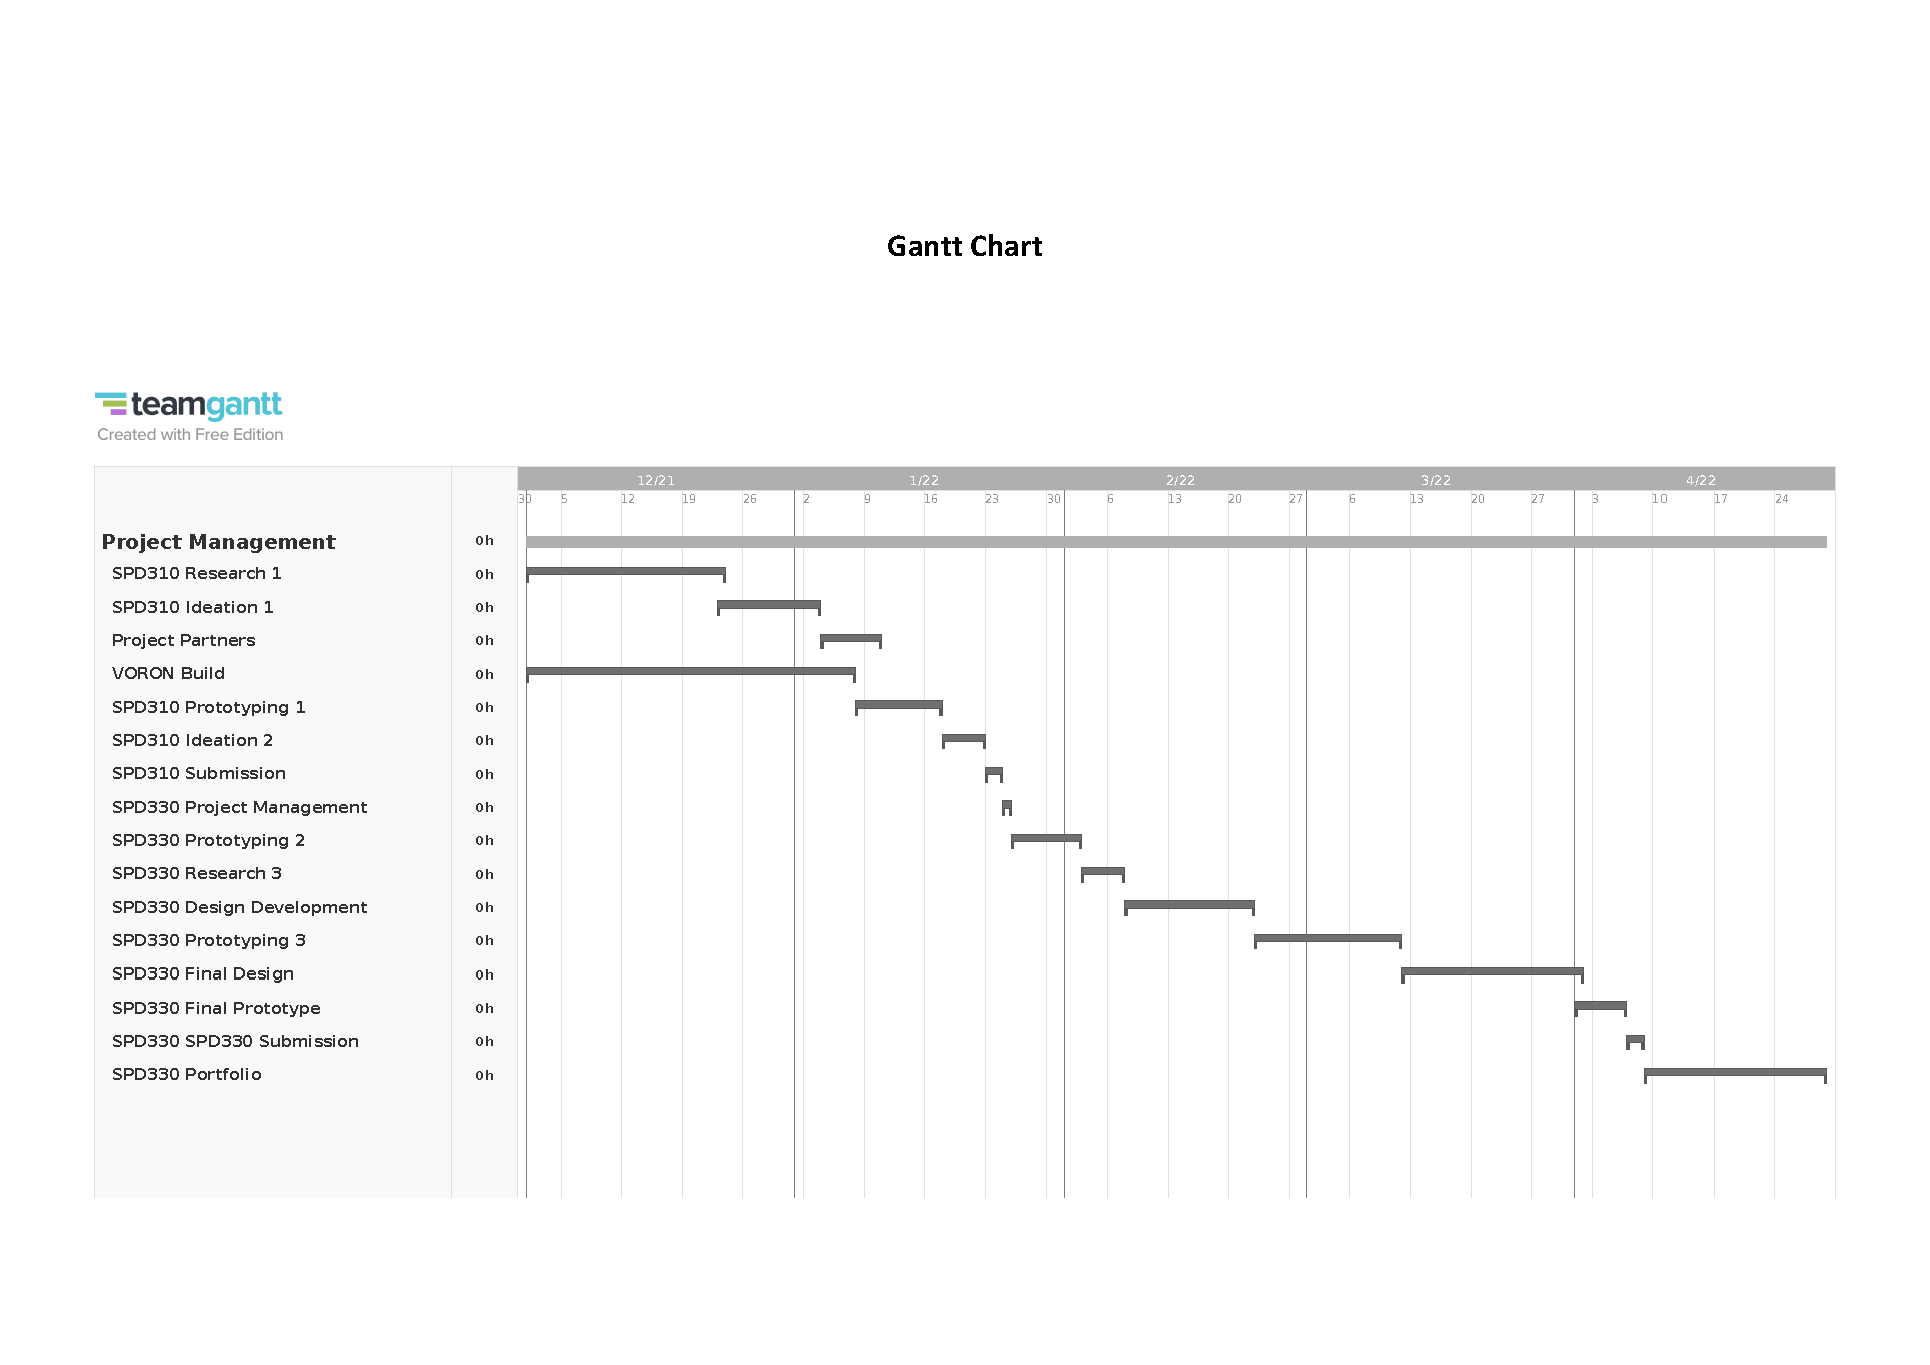 Gantt Chart
teamgantt
Created with Free Edition
12/21 1/22 2/22 3/22 4/22
30 5 12 19 26 2 9 16 23 30 6 13 20 27 6 13 20 27 3 10 17 24
Project Management 0h
SPD310 Research 1 0h
SPD310 Ideation 1 0h
Project Partners 0h
VORON Build 0h
SPD310 Prototyping 1 0h
SPD310 Ideation 2 0h
SPD310 Submission 0h
SPD330 Project Management 0h
SPD330 Prototyping 2 0h
SPD330 Research 3 0h
SPD330 Design Development 0h
SPD330 Prototyping 3 0h
SPD330 Final Design 0h
SPD330 Final Prototype 0h
SPD330 SPD330 Submission 0h
SPD330 Portfolio 0h